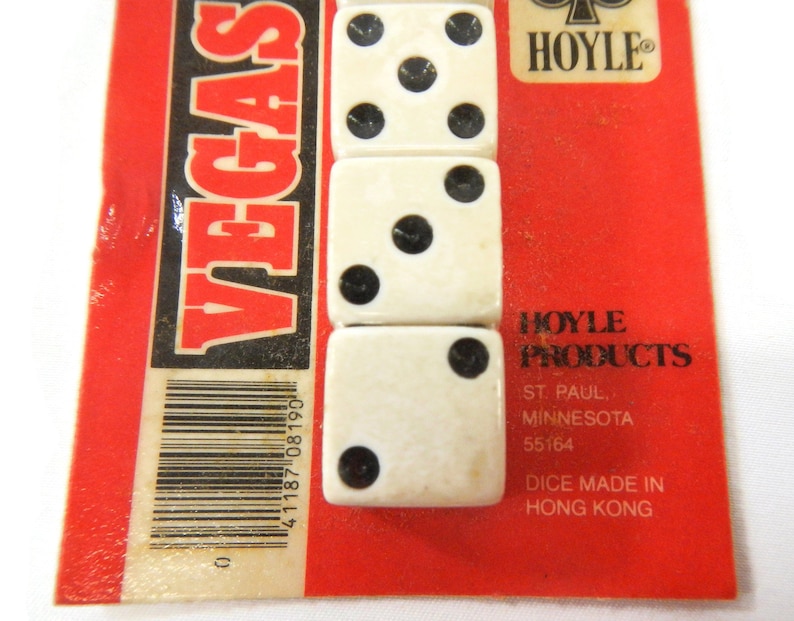 VEGAS
HOYLE®
HOYLE
PRODUCTS
ST. PAUL,
MINNESOTA
55164
DICE MADE IN
HONG KONG
0 41187 08190